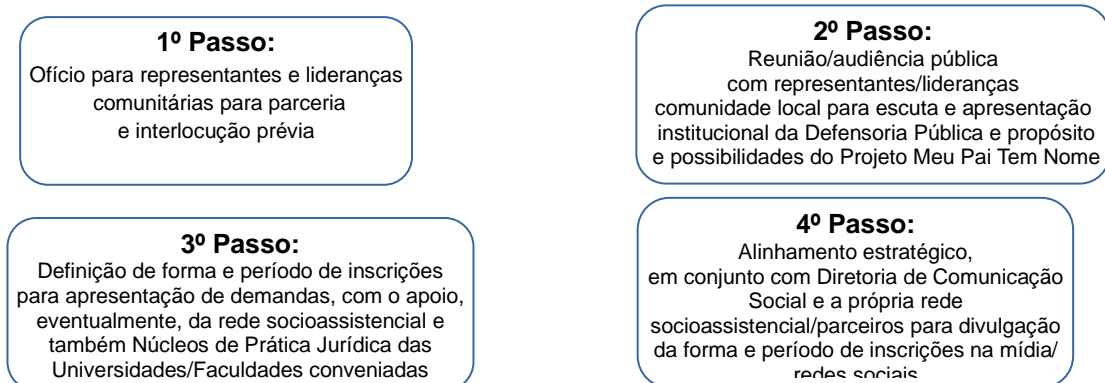 1º Passo:
Ofício para representantes e lideranças
comunitárias para parceria
e interlocução prévia
2º Passo:
Reunião/audiência pública
com representantes/lideranças
comunidade local para escuta e apresentação
institucional da Defensoria Pública e propósito
e possibilidades do Projeto Meu Pai Tem Nome
3º Passo:
Definição de forma e período de inscrições
para apresentação de demandas, com o apoio,
eventualmente, da rede socioassistencial e
também Núcleos de Prática Jurídica das
Universidades/Faculdades conveniadas
4º Passo:
Alinhamento estratégico,
em conjunto com Diretoria de Comunicação
Social e a própria rede
socioassistencial/parceiros para divulgação
da forma e período de inscrições na mídia/
redes sociais